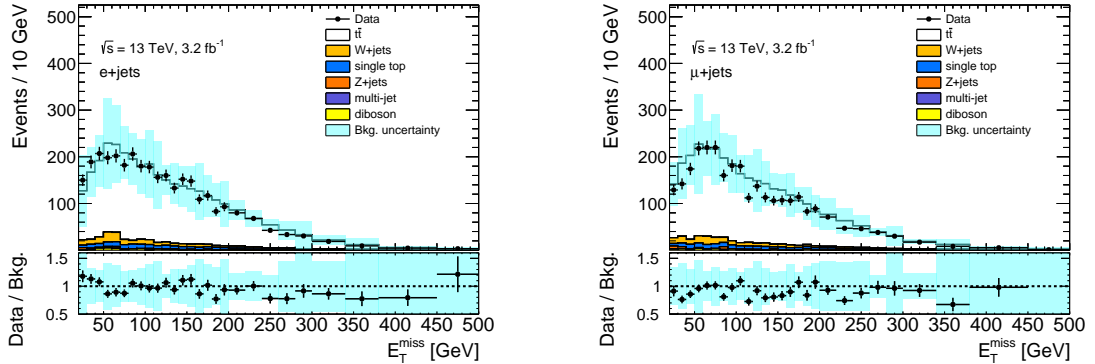 Events / 10 GeV
500
400
300
200
100
√s = 13 TeV, 3.2 fb⁻¹
e+jets
Data
tt̄
W+jets
single top
Z+jets
multi-jet
diboson
Bkg. uncertainty
Data / Bkg.
1.5
1
0.5
50 100 150 200 250 300 350 400 450 500
E_T^miss [GeV]
Events / 10 GeV
500
400
300
200
100
√s = 13 TeV, 3.2 fb⁻¹
μ+jets
Data
tt̄
W+jets
single top
Z+jets
multi-jet
diboson
Bkg. uncertainty
Data / Bkg.
1.5
1
0.5
50 100 150 200 250 300 350 400 450 500
E_T^miss [GeV]